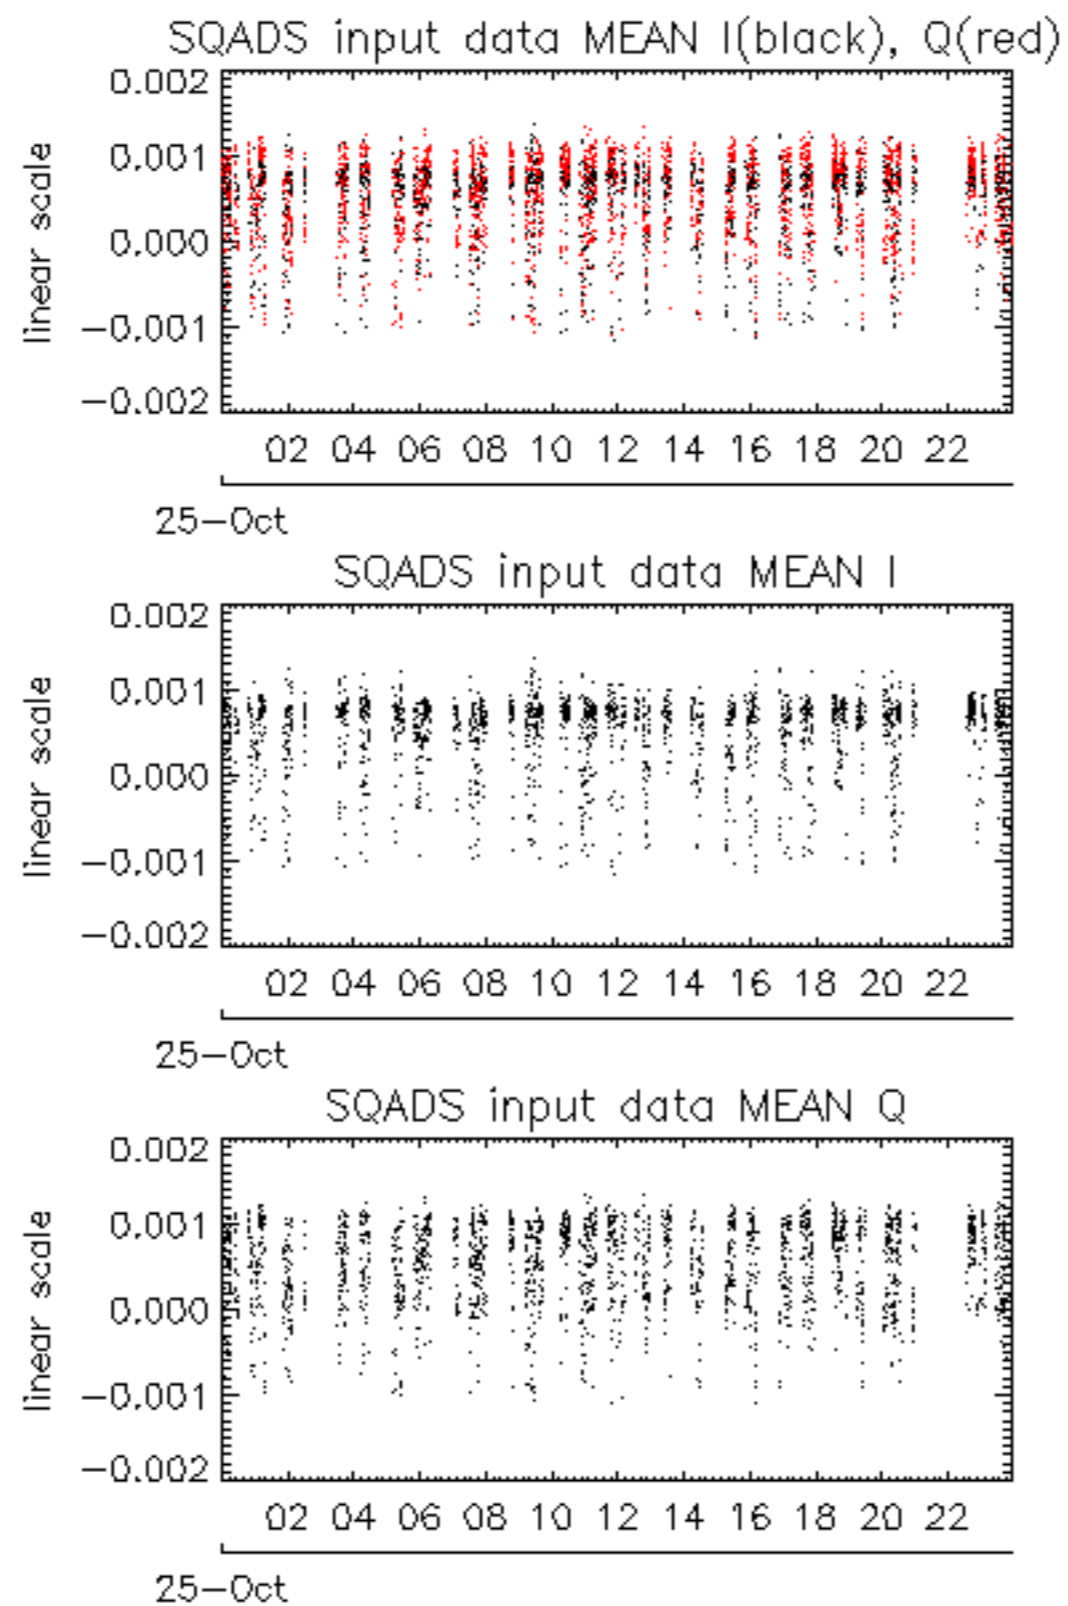 SQADS input data MEAN I(black), Q(red)
0.002
0.001
0.000
−0.001
−0.002
linear scale
02 04 06 08 10 12 14 16 18 20 22
25−Oct
SQADS input data MEAN I
0.002
0.001
0.000
−0.001
−0.002
linear scale
02 04 06 08 10 12 14 16 18 20 22
25−Oct
SQADS input data MEAN Q
0.002
0.001
0.000
−0.001
−0.002
linear scale
02 04 06 08 10 12 14 16 18 20 22
25−Oct